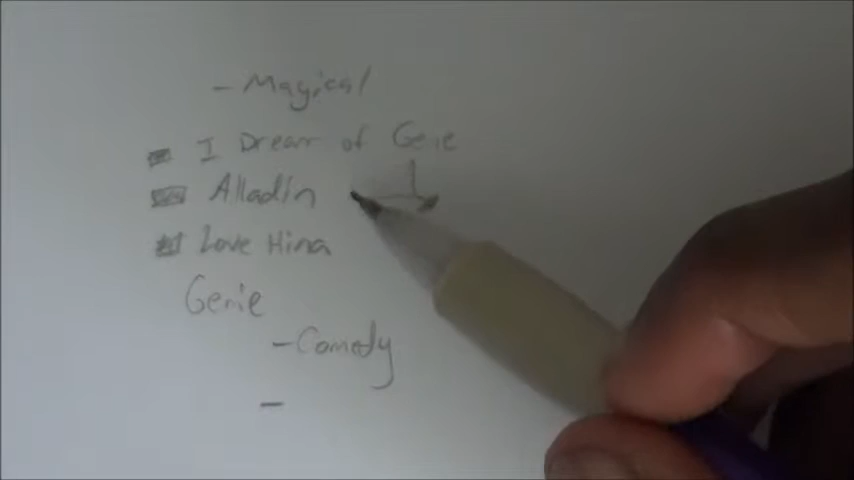 - Magical
I Dream of Genie
Alladin
Love Hina
Genie
- Comedy
-